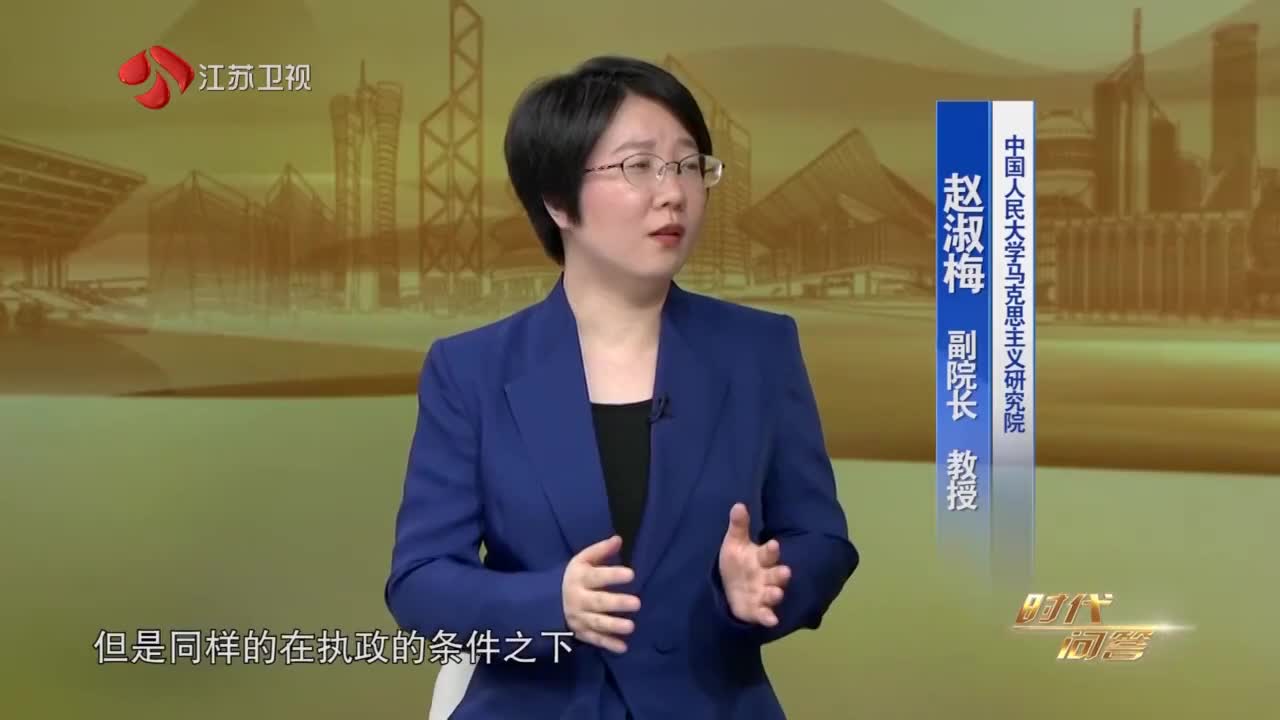 江苏卫视
中国人民大学马克思主义研究院
赵淑梅 副院长 教授
时代
问答
但是同样的在执政的条件之下